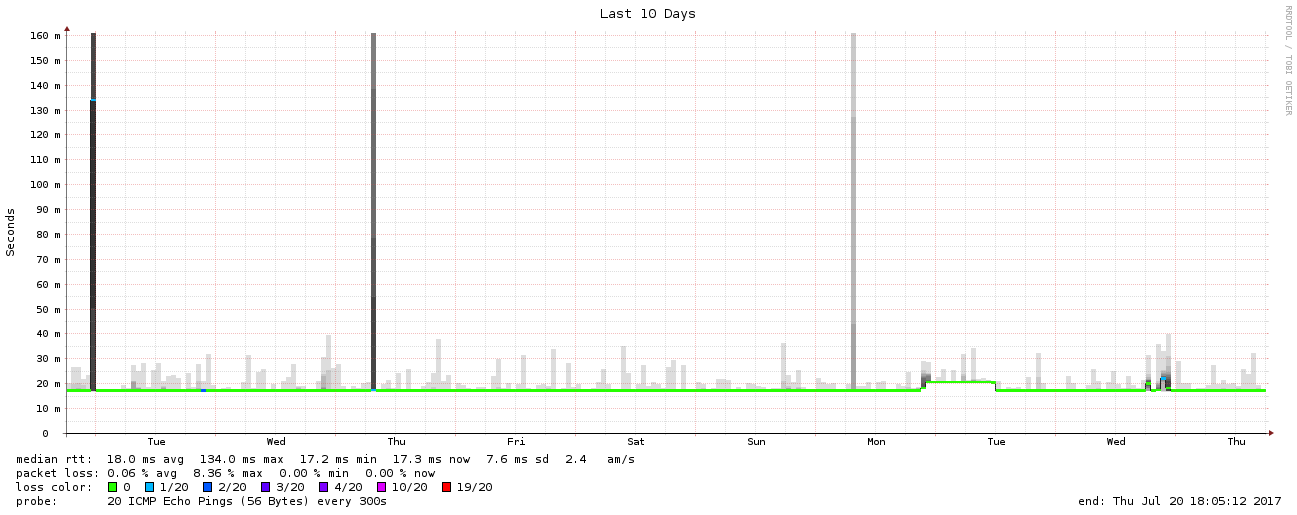 Last 10 Days
RRDTOOL / TOBI OETIKER
Seconds
160 m
150 m
140 m
130 m
120 m
110 m
100 m
90 m
80 m
70 m
60 m
50 m
40 m
30 m
20 m
10 m
0
Tue Wed Thu Fri Sat Sun Mon Tue Wed Thu
median rtt: 18.0 ms avg 134.0 ms max 17.2 ms min 17.3 ms now 7.6 ms sd 2.4 am/s
packet loss: 0.06 % avg 8.36 % max 0.00 % min 0.00 % now
loss color: 0 1/20 2/20 3/20 4/20 10/20 19/20
probe: 20 ICMP Echo Pings (56 Bytes) every 300s end: Thu Jul 20 18:05:12 2017